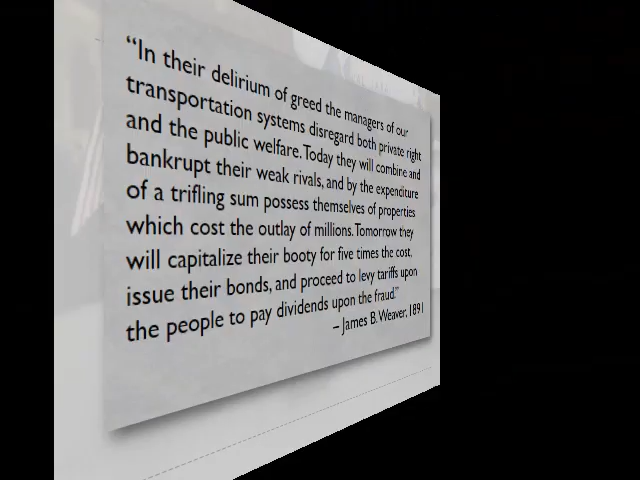 “In their delirium of greed the managers of our
transportation systems disregard both private right
and the public welfare. Today they will combine and
bankrupt their weak rivals, and by the expenditure
of a trifling sum possess themselves of properties
which cost the outlay of millions. Tomorrow they
will capitalize their booty for five times the cost,
issue their bonds, and proceed to levy tariffs upon
the people to pay dividends upon the fraud.”
– James B. Weaver, 1891